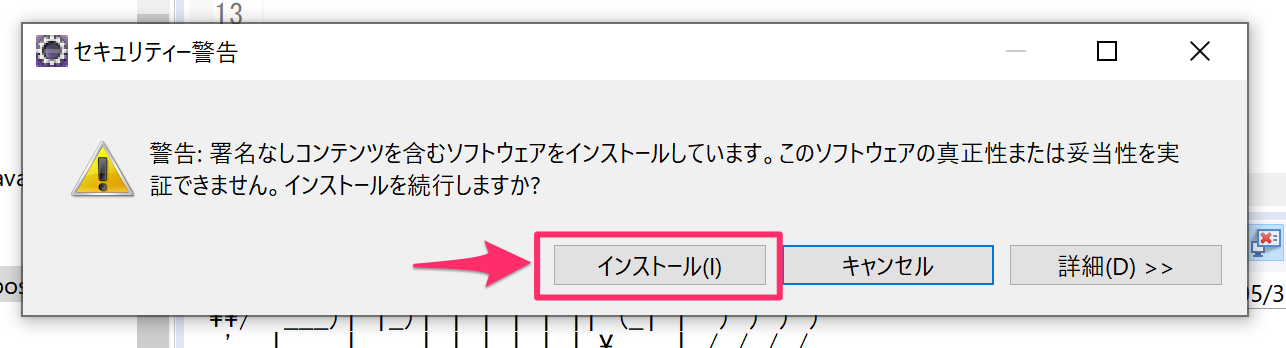 13
セキュリティー警告
警告: 署名なしコンテンツを含むソフトウェアをインストールしています。このソフトウェアの真正性または妥当性を実
証できません。インストールを続行しますか?
インストール(I)
キャンセル
詳細(D) >>